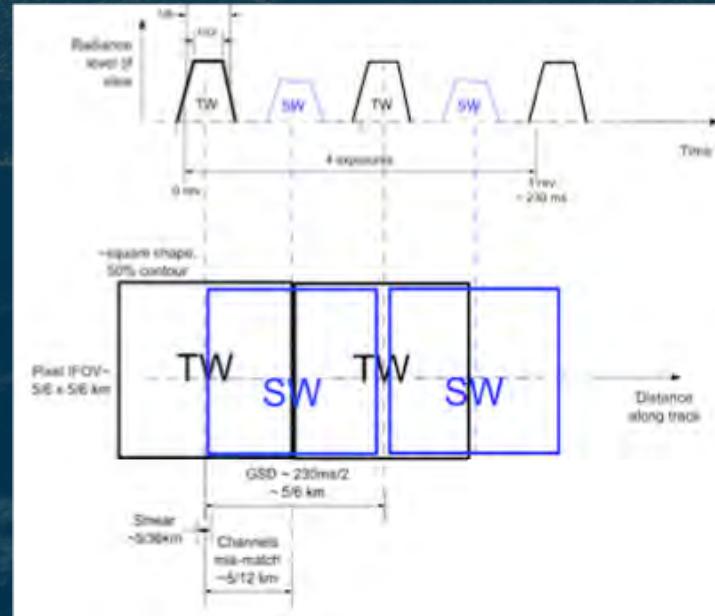 Radiance
level of
view
TW
SW
TW
SW
Time
4 exposures
0 rev
1 rev
~ 230 ms
~square shape,
50% contour
Pixel IFOV~
5/6 x 5/6 km
TW
SW
TW
SW
Distance
along track
GSD ~ 230ms/2
~ 5/6 km
Smear
~5/36km
Channels
mis-match
~5/12 km